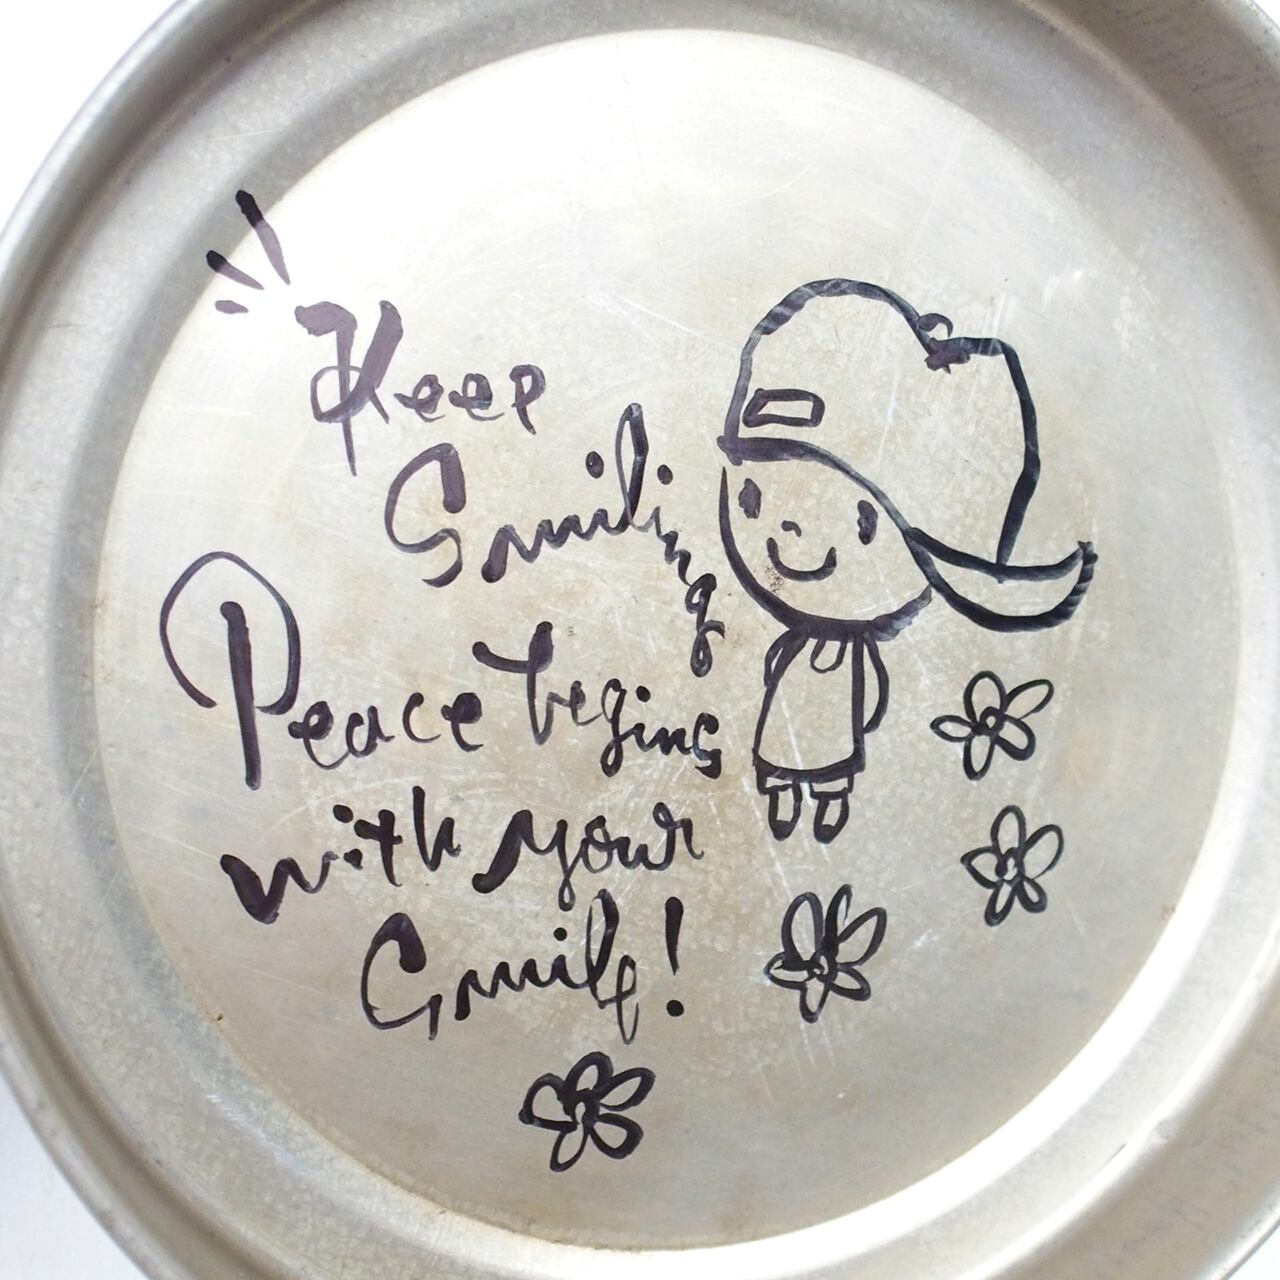 Keep
Smiling
Peace begins
with your
Smile!